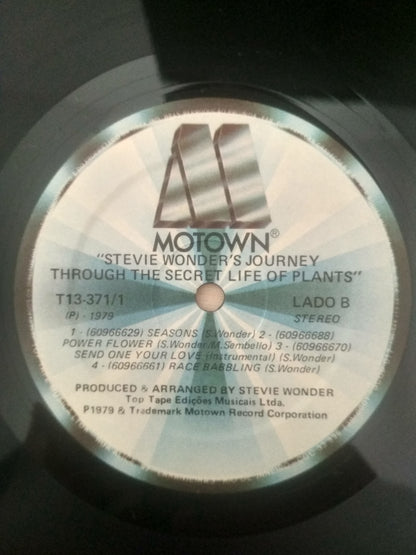 MOTOWN®
"STEVIE WONDER'S JOURNEY
THROUGH THE SECRET LIFE OF PLANTS"
T13-371/1 LADO B
(P) - 1979 STEREO
1 - (60966629) SEASONS (S.Wonder) 2 - (60966688)
POWER FLOWER (S.Wonder/M.Sembello) 3 - (60966670)
SEND ONE YOUR LOVE (Instrumental) (S.Wonder)
4 - (60966661) RACE BABBLING (S.Wonder)
PRODUCED & ARRANGED BY STEVIE WONDER
Top Tape Edições Musicais Ltda.
P1979 & Trademark Motown Record Corporation